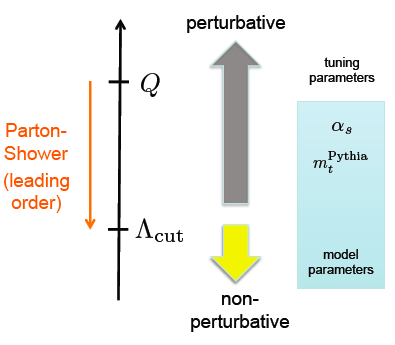 perturbative
tuning
parameters
Q
Parton-
Shower
(leading
order)
α_s
m_t^Pythia
Λ_cut
model
parameters
non-
perturbative